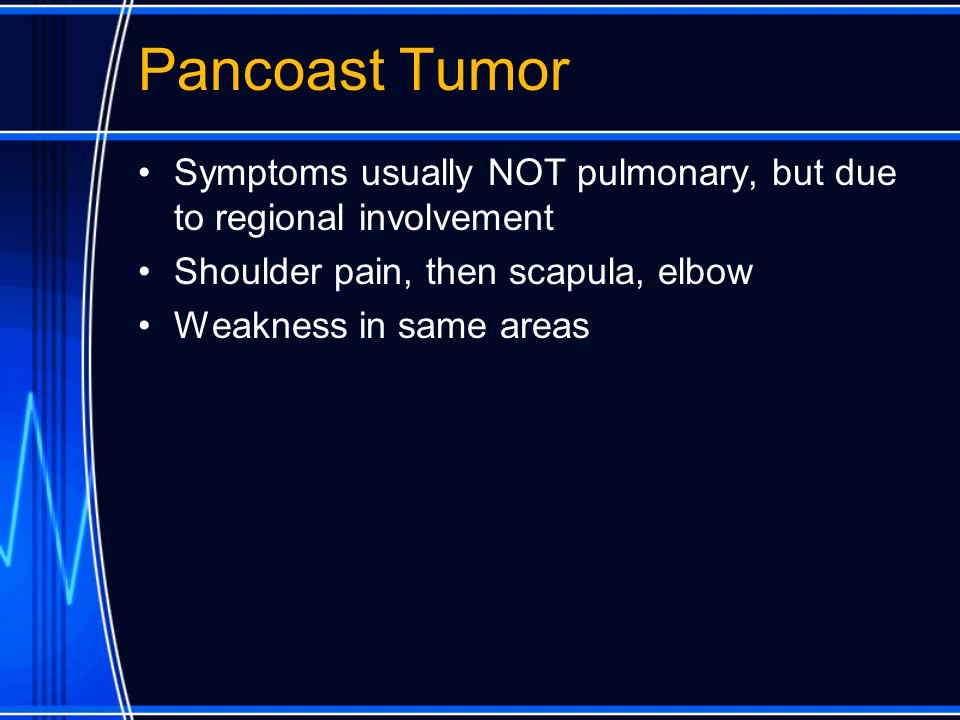 Pancoast Tumor
• Symptoms usually NOT pulmonary, but due
to regional involvement
• Shoulder pain, then scapula, elbow
• Weakness in same areas